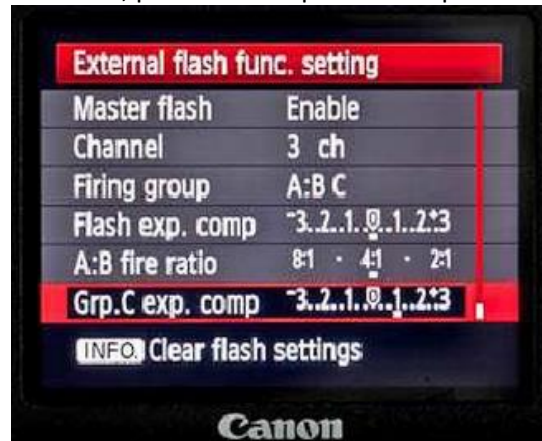 External flash func. setting
Master flash Enable
Channel 3 ch
Firing group A:B C
Flash exp. comp -3..2..1..0..1..2..+3
A:B fire ratio 8:1 · 4:1 · 2:1
Grp.C exp. comp -3..2..1..0..1..2..+3
INFO. Clear flash settings
Canon